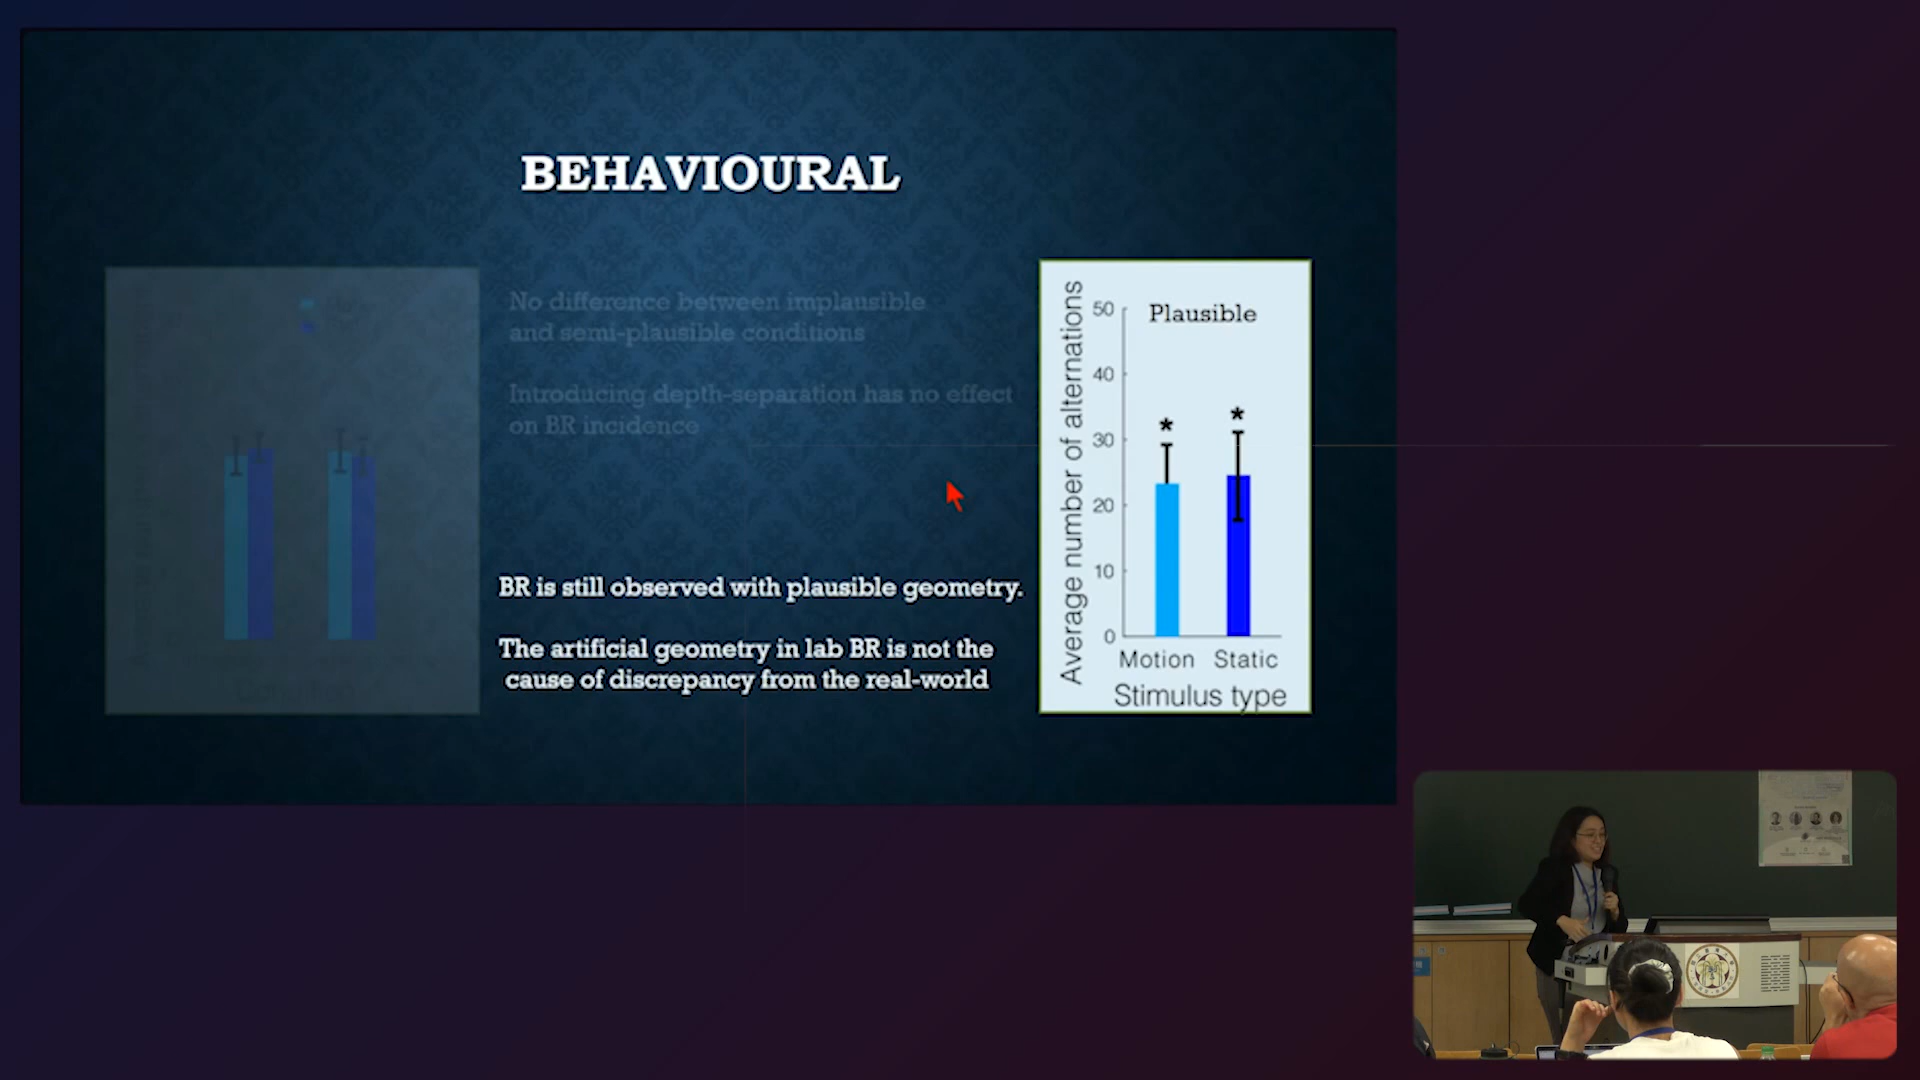 BEHAVIOURAL
No difference between implausible
and semi-plausible conditions
Introducing depth-separation has no effect
on BR incidence
BR is still observed with plausible geometry.
The artificial geometry in lab BR is not the
cause of discrepancy from the real-world
Condition
Plausible
Average number of alternations
50
40
30
20
10
0
*
*
Motion Static
Stimulus type